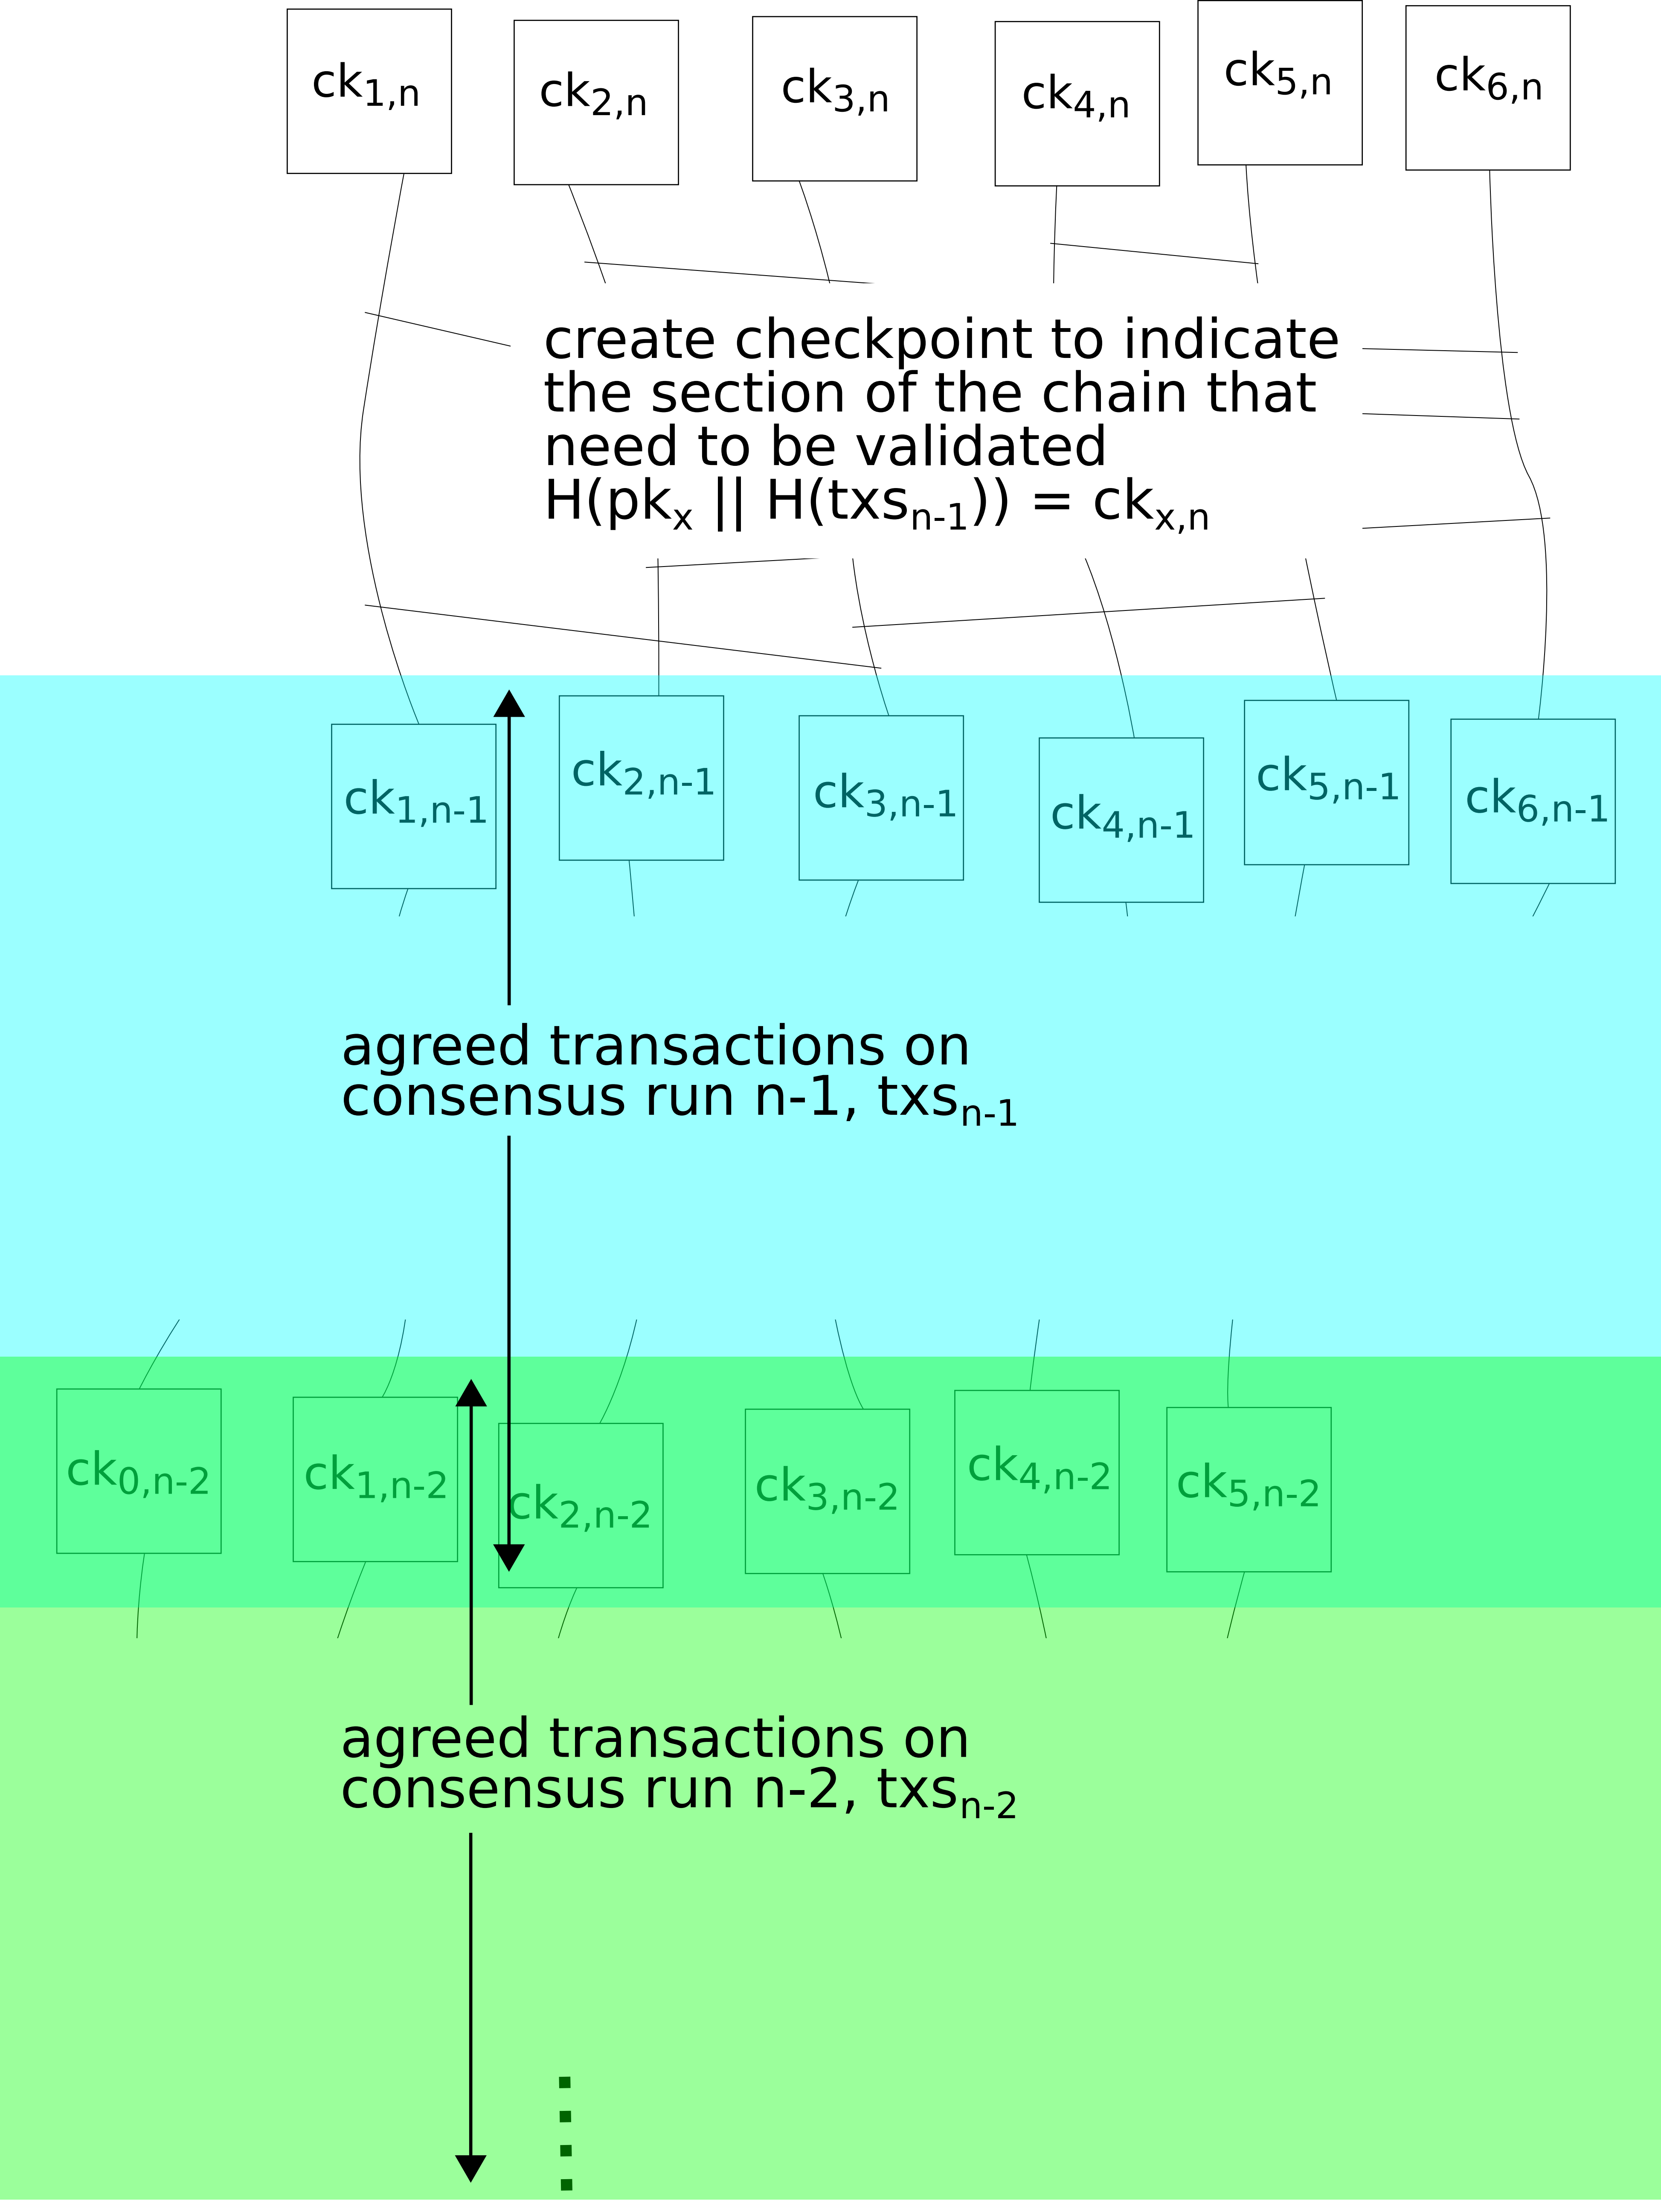 ck1,n ck2,n ck3,n ck4,n ck5,n ck6,n
create checkpoint to indicate
the section of the chain that
need to be validated
H(pkx || H(txsn-1)) = ckx,n
ck1,n-1 ck2,n-1 ck3,n-1 ck4,n-1 ck5,n-1 ck6,n-1
agreed transactions on
consensus run n-1, txsn-1
ck0,n-2 ck1,n-2 ck2,n-2 ck3,n-2 ck4,n-2 ck5,n-2
agreed transactions on
consensus run n-2, txsn-2